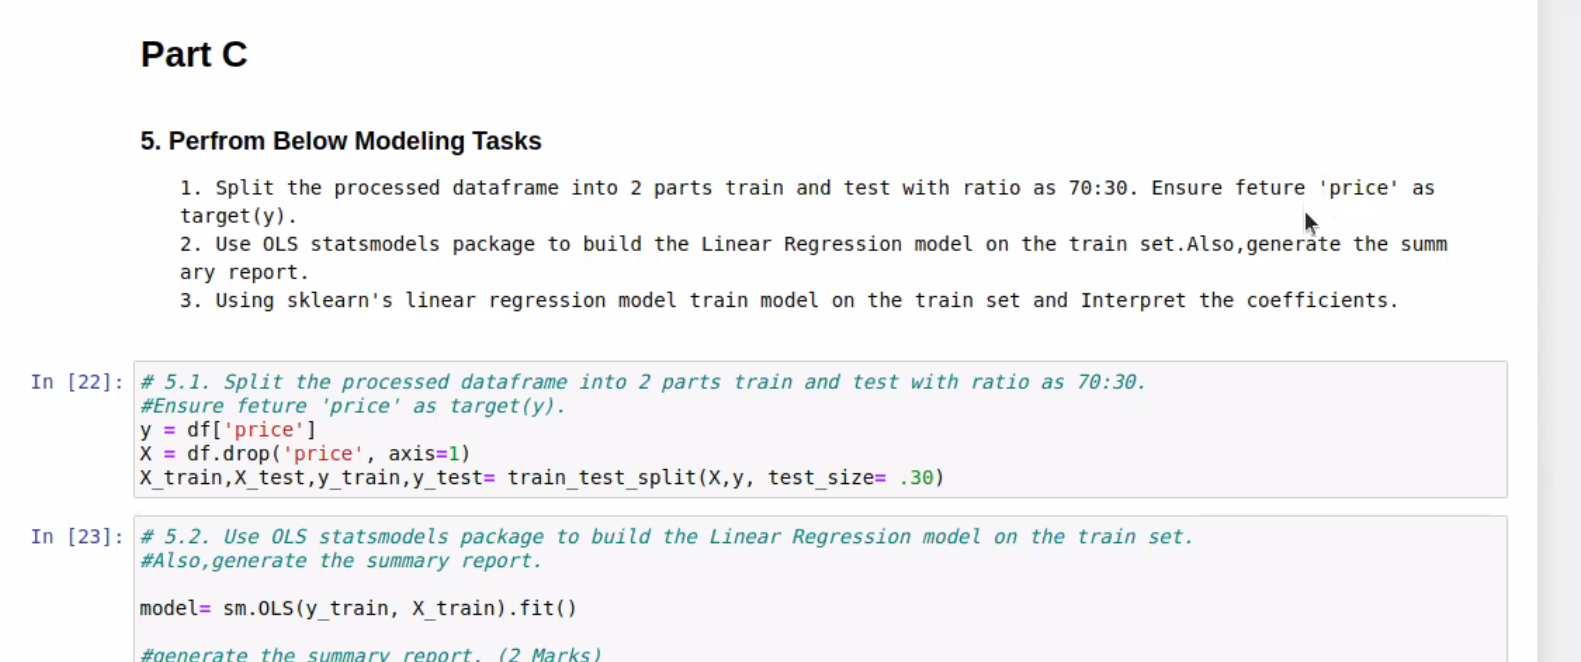 Part C
5. Perfrom Below Modeling Tasks
1. Split the processed dataframe into 2 parts train and test with ratio as 70:30. Ensure feture 'price' as
target(y).
2. Use OLS statsmodels package to build the Linear Regression model on the train set.Also,generate the summ
ary report.
3. Using sklearn's linear regression model train model on the train set and Interpret the coefficients.
In [22]: # 5.1. Split the processed dataframe into 2 parts train and test with ratio as 70:30.
#Ensure feture 'price' as target(y).
y = df['price']
X = df.drop('price', axis=1)
X_train,X_test,y_train,y_test= train_test_split(X,y, test_size= .30)
In [23]: # 5.2. Use OLS statsmodels package to build the Linear Regression model on the train set.
#Also,generate the summary report.
model= sm.OLS(y_train, X_train).fit()
#generate the summary report. (2 Marks)